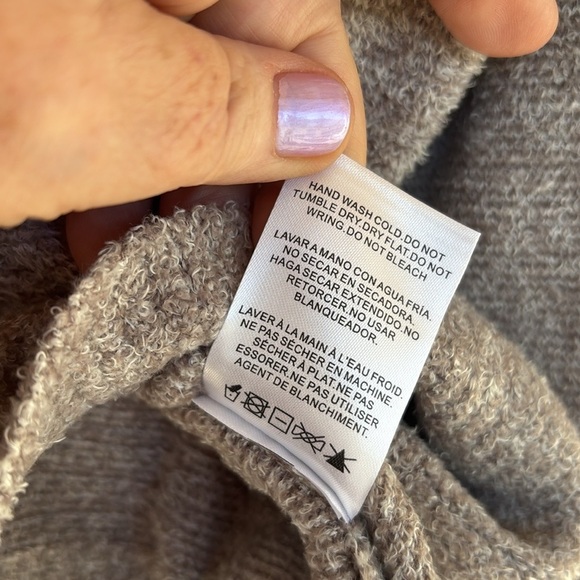 HAND WASH COLD.DO NOT
TUMBLE DRY.DRY FLAT.DO NOT
WRING.DO NOT BLEACH
LAVAR A MANO CON AGUA FRÍA.
NO SECAR EN SECADORA.
HAGA SECAR EXTENDIDO.NO
RETORCER.NO USAR
BLANQUEADOR.
LAVER À LA MAIN À L'EAU FROID.
NE PAS SÉCHER EN MACHINE.
SÉCHER À PLAT.NE PAS
ESSORER.NE PAS UTILISER
AGENT DE BLANCHIMENT.